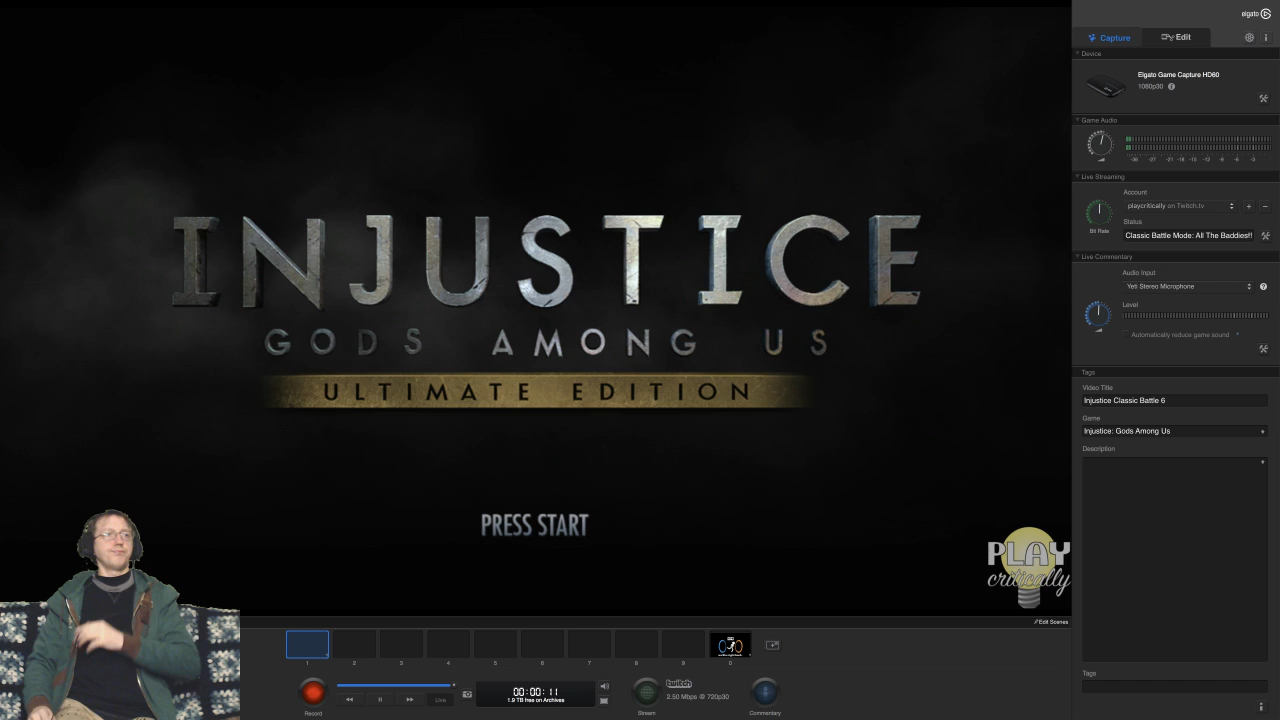 INJUSTICE
GODS AMONG US
ULTIMATE EDITION
PRESS START
PLAY
critically
elgato
Capture
Edit
Device
Elgato Game Capture HD60
1080p30
Game Audio
Live Streaming
Account
playcritically on Twitch.tv
Bit Rate
Status
Classic Battle Mode: All The Baddiest!
Live Commentary
Audio Input
Yeti Stereo Microphone
Level
Automatically reduce game sound
Tags
Video Title
Injustice Classic Battle 6
Game
Injustice: Gods Among Us
Description
Tags
Edit Scenes
1 2 3 4 5 6 7 8 9 0
Record
Live
00:00:11
1.9 TB free on Archives
Stream
twitch
2.50 Mbps @ 720p30
Commentary